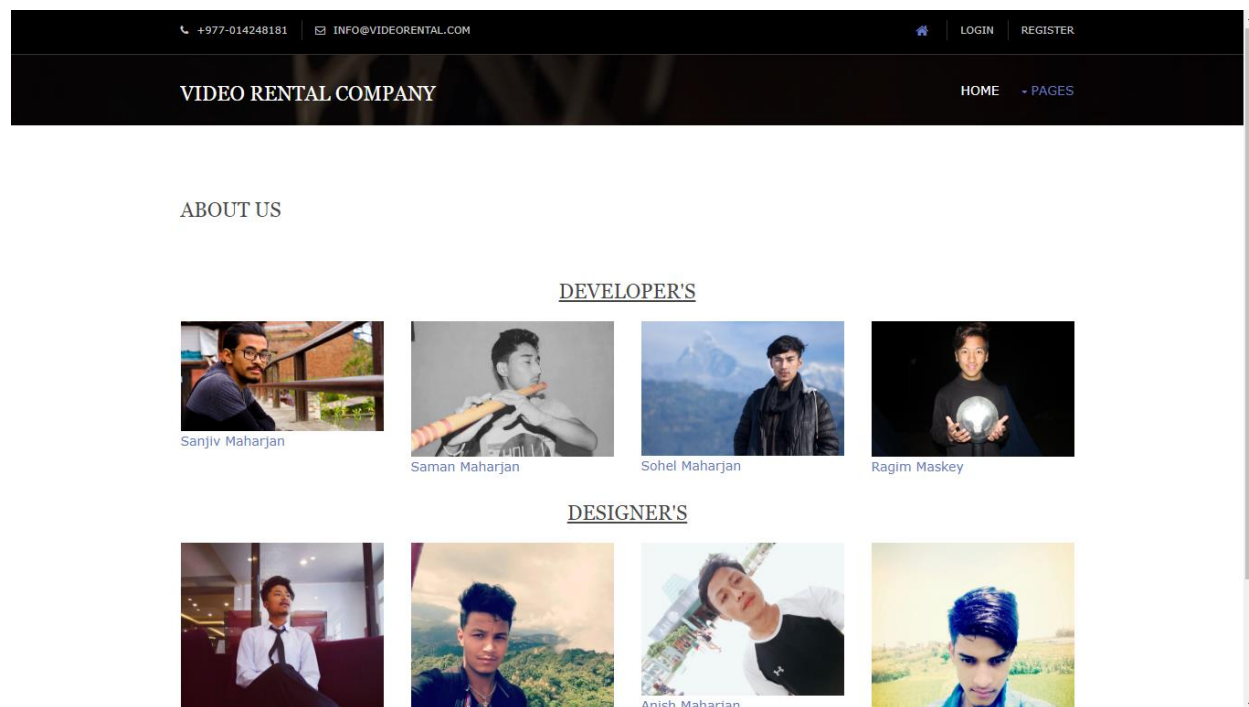 +977-014248181 INFO@VIDEORENTAL.COM LOGIN REGISTER
VIDEO RENTAL COMPANY HOME PAGES
ABOUT US
DEVELOPER'S
Sanjiv Maharjan
Saman Maharjan
Sohel Maharjan
Ragim Maskey
DESIGNER'S
Anish Maharjan